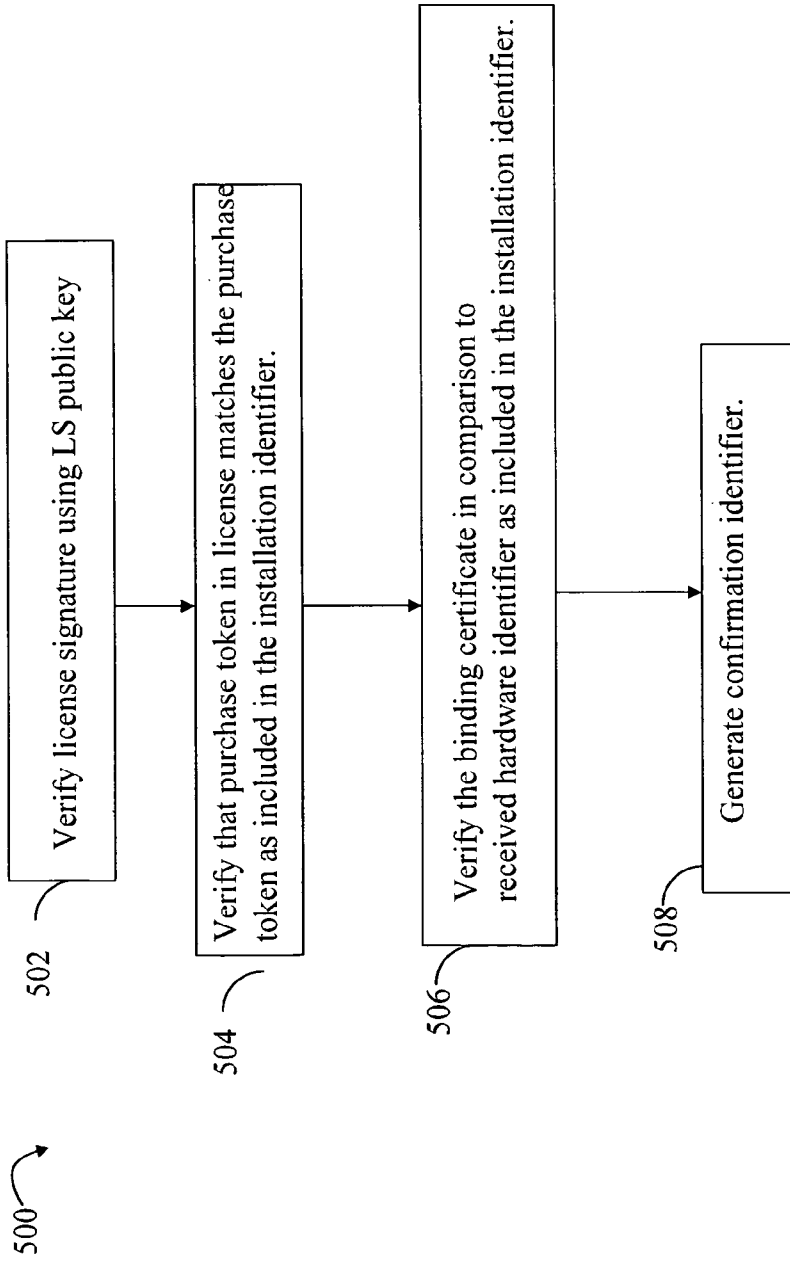 500
502
Verify license signature using LS public key
504
Verify that purchase token in license matches the purchase
token as included in the installation identifier.
506
Verify the binding certificate in comparison to
received hardware identifier as included in the installation identifier.
508
Generate confirmation identifier.